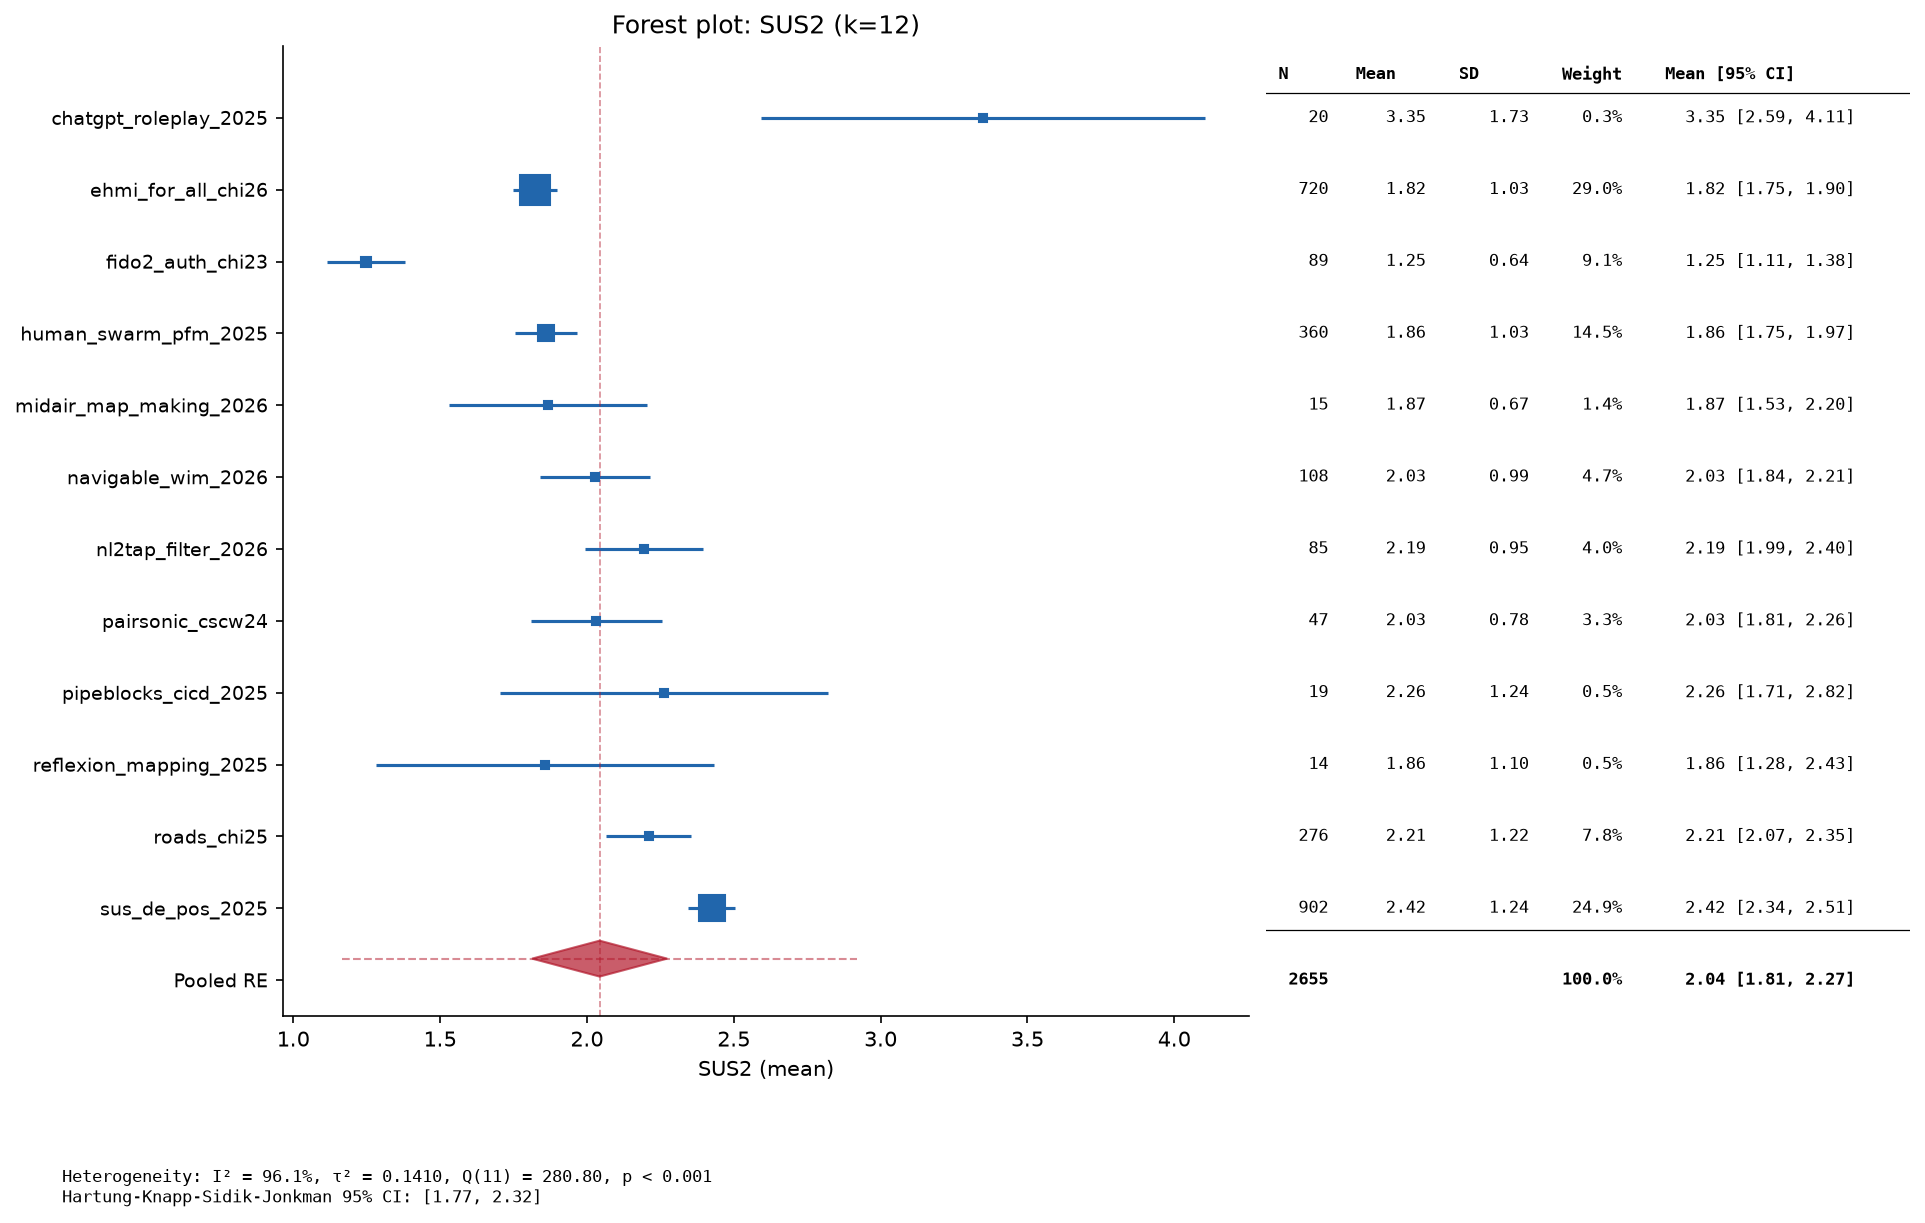 Forest plot: SUS2 (k=12)
N Mean SD Weight Mean [95% CI]
chatgpt_roleplay_2025 20 3.35 1.73 0.3% 3.35 [2.59, 4.11]
ehmi_for_all_chi26 720 1.82 1.03 29.0% 1.82 [1.75, 1.90]
fido2_auth_chi23 89 1.25 0.64 9.1% 1.25 [1.11, 1.38]
human_swarm_pfm_2025 360 1.86 1.03 14.5% 1.86 [1.75, 1.97]
midair_map_making_2026 15 1.87 0.67 1.4% 1.87 [1.53, 2.20]
navigable_wim_2026 108 2.03 0.99 4.7% 2.03 [1.84, 2.21]
nl2tap_filter_2026 85 2.19 0.95 4.0% 2.19 [1.99, 2.40]
pairsonic_cscw24 47 2.03 0.78 3.3% 2.03 [1.81, 2.26]
pipeblocks_cicd_2025 19 2.26 1.24 0.5% 2.26 [1.71, 2.82]
reflexion_mapping_2025 14 1.86 1.10 0.5% 1.86 [1.28, 2.43]
roads_chi25 276 2.21 1.22 7.8% 2.21 [2.07, 2.35]
sus_de_pos_2025 902 2.42 1.24 24.9% 2.42 [2.34, 2.51]
Pooled RE 2655 100.0% 2.04 [1.81, 2.27]
1.0 1.5 2.0 2.5 3.0 3.5 4.0
SUS2 (mean)
Heterogeneity: I² = 96.1%, τ² = 0.1410, Q(11) = 280.80, p < 0.001
Hartung-Knapp-Sidik-Jonkman 95% CI: [1.77, 2.32]